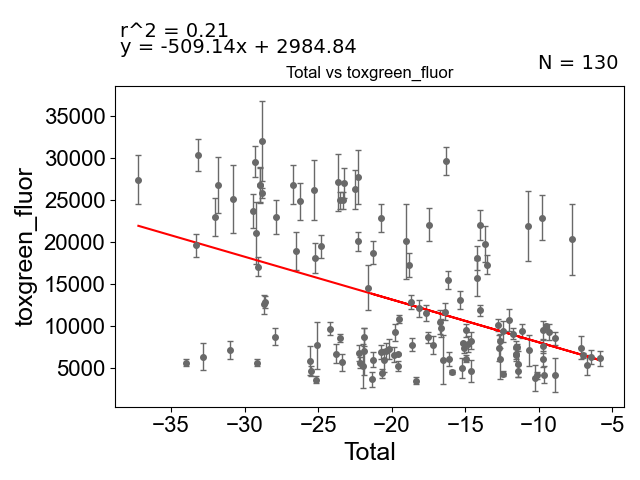 r^2 = 0.21
y = -509.14x + 2984.84
N = 130
Total vs toxgreen_fluor
35000
30000
25000
20000
15000
10000
5000
toxgreen_fluor
−35 −30 −25 −20 −15 −10 −5
Total